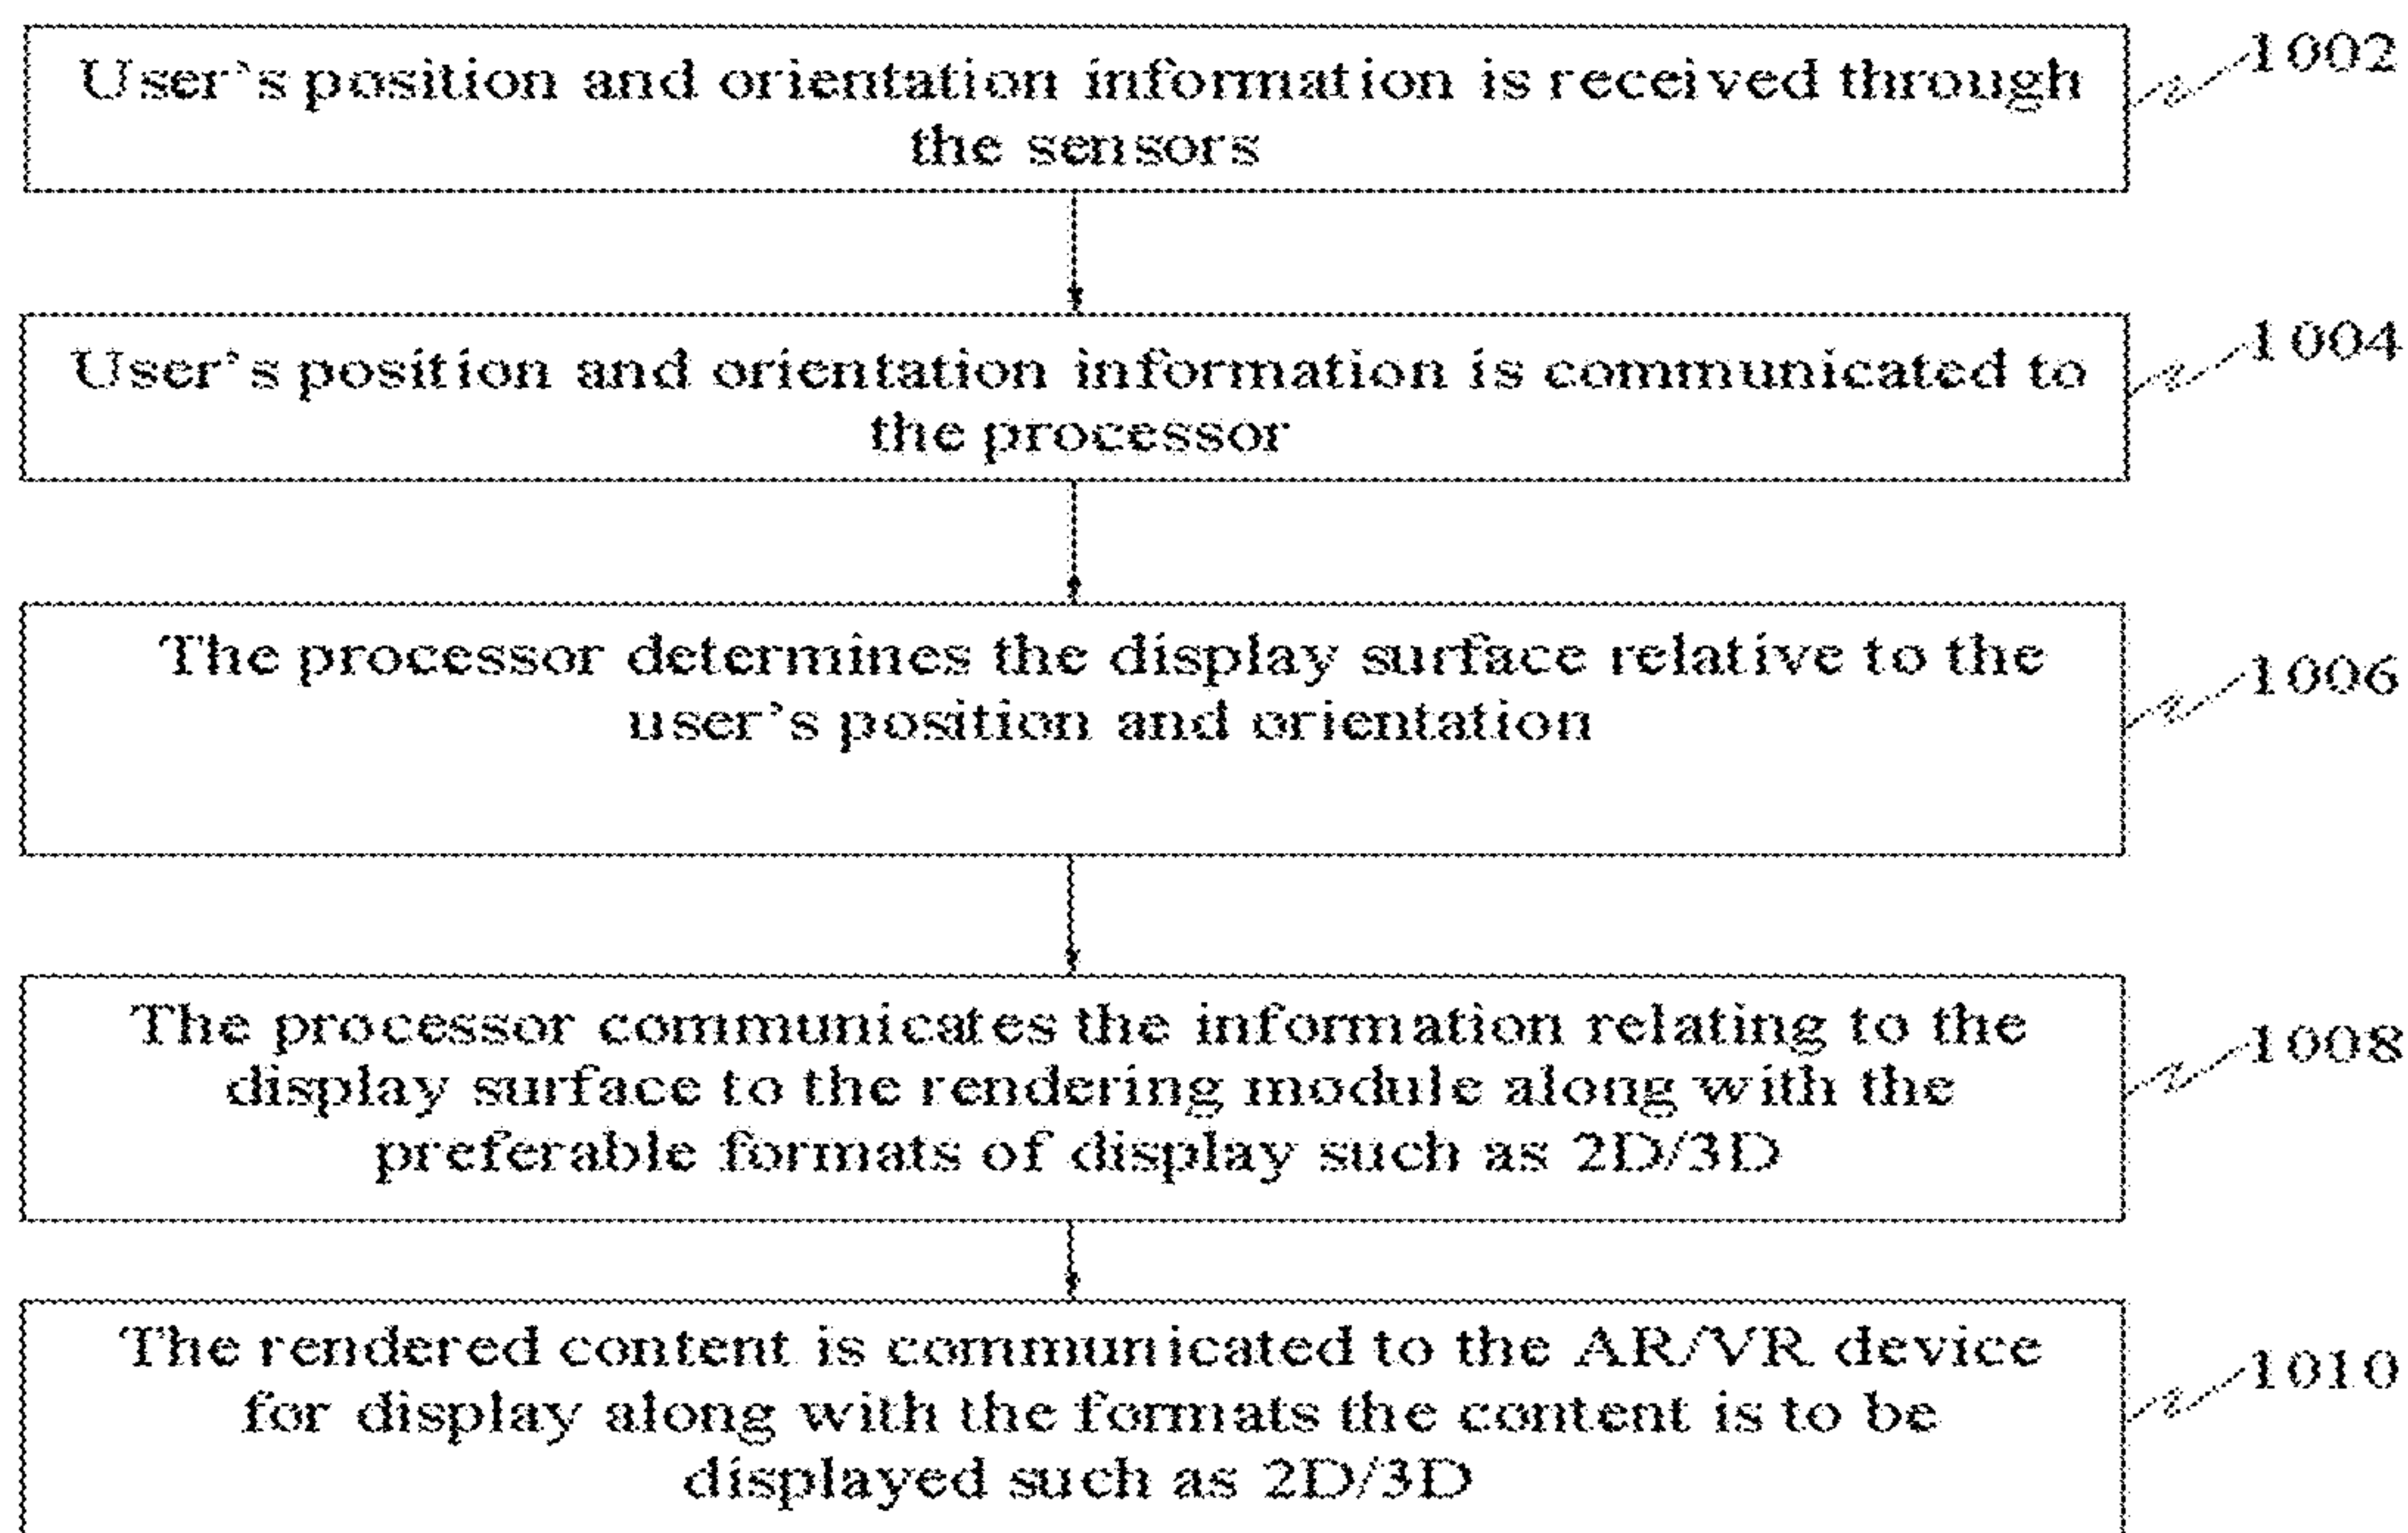 User's position and orientation information is received through
the sensors
1002
User's position and orientation information is communicated to
the processor
1004
The processor determines the display surface relative to the
user's position and orientation
1006
The processor communicates the information relating to the
display surface to the rendering module along with the
preferable formats of display such as 2D/3D
1008
The rendered content is communicated to the AR/VR device
for display along with the formats the content is to be
displayed such as 2D/3D
1010